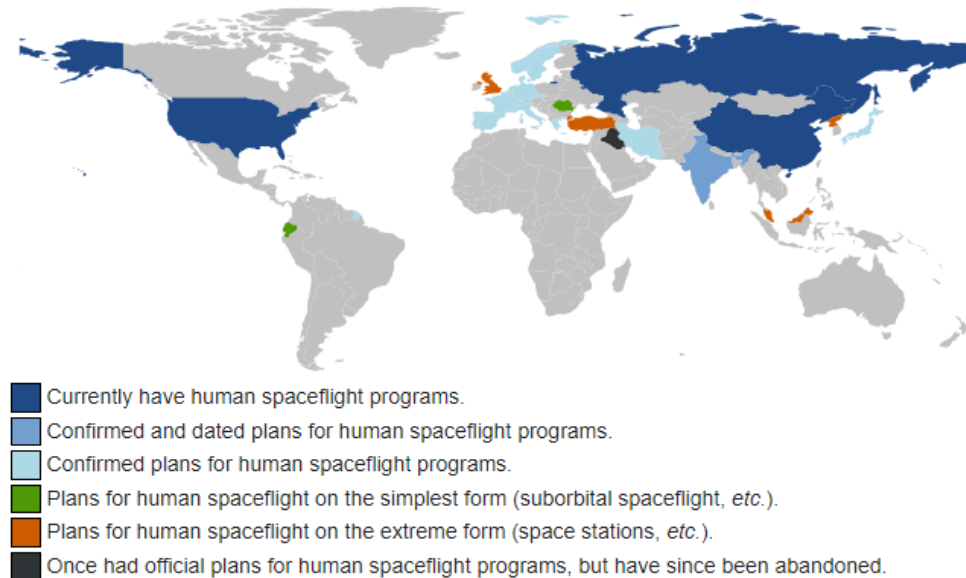 Currently have human spaceflight programs.
Confirmed and dated plans for human spaceflight programs.
Confirmed plans for human spaceflight programs.
Plans for human spaceflight on the simplest form (suborbital spaceflight, etc.).
Plans for human spaceflight on the extreme form (space stations, etc.).
Once had official plans for human spaceflight programs, but have since been abandoned.